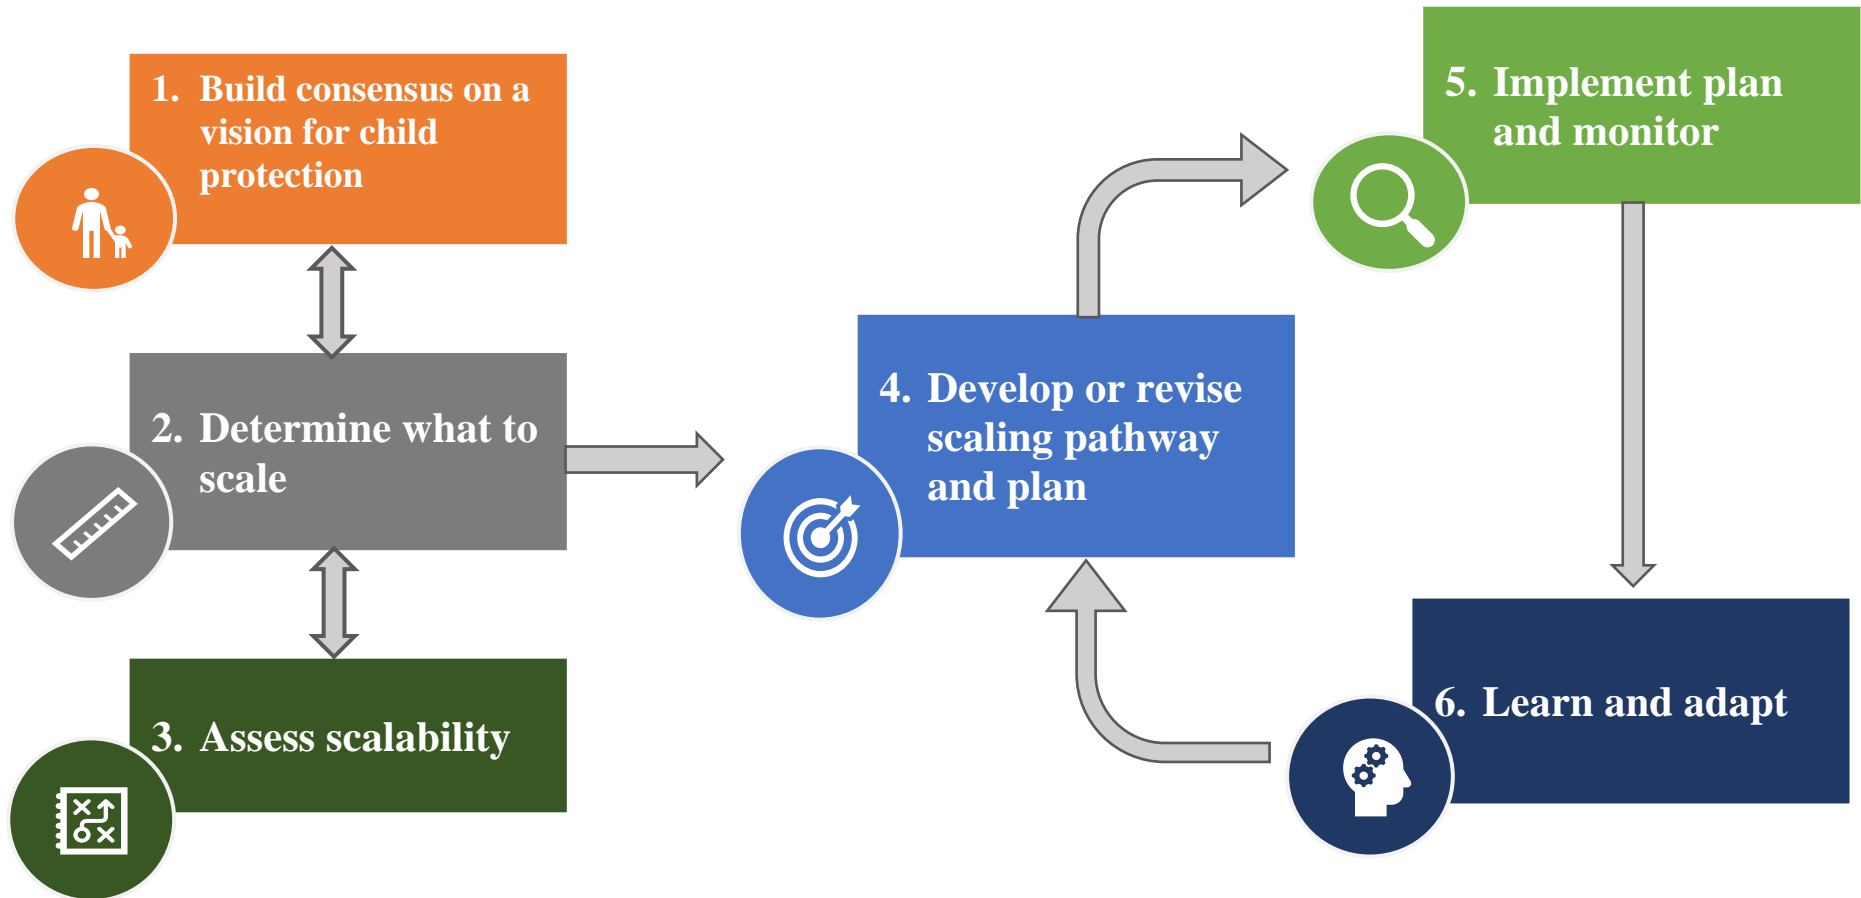 1. Build consensus on a
vision for child
protection
2. Determine what to
scale
3. Assess scalability
4. Develop or revise
scaling pathway
and plan
5. Implement plan
and monitor
6. Learn and adapt